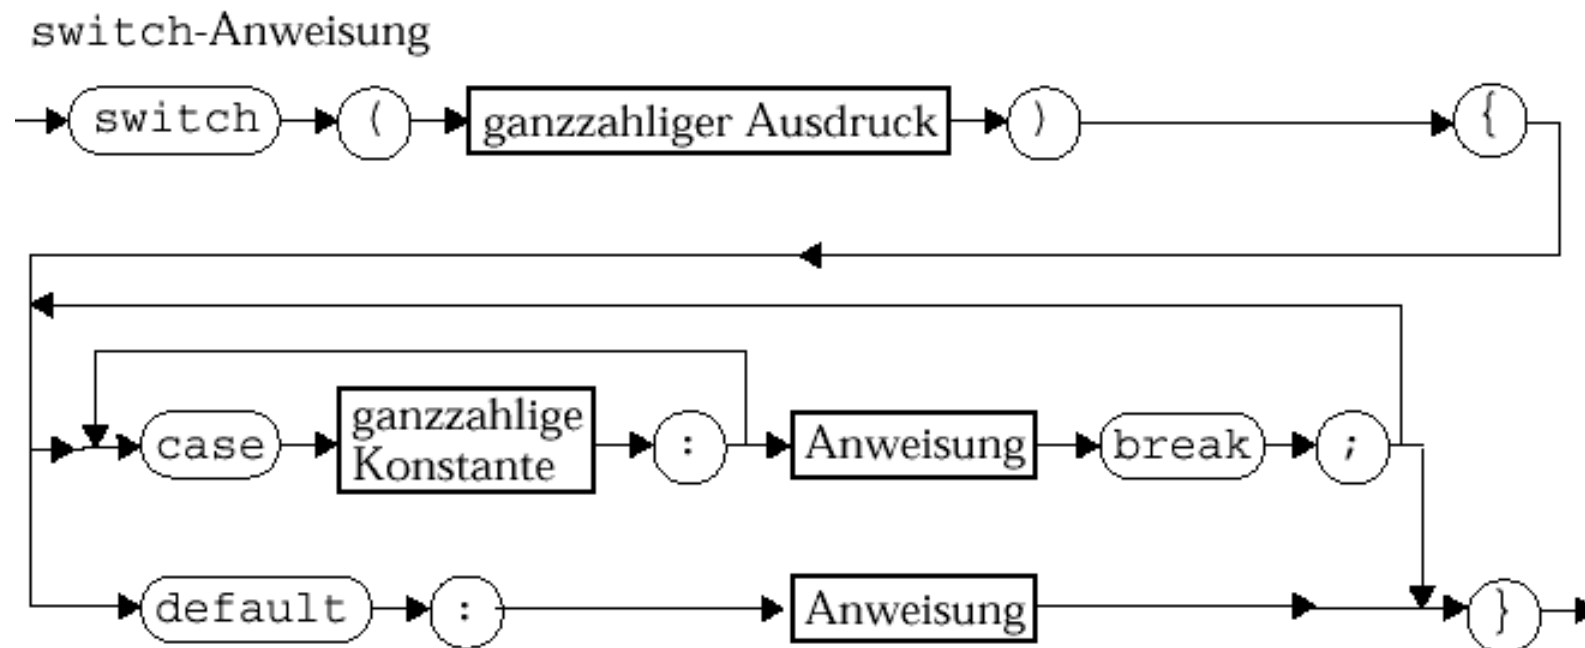 switch-Anweisung
switch ( ganzzahliger Ausdruck ) {
case ganzzahlige Konstante : Anweisung break ;
default : Anweisung }